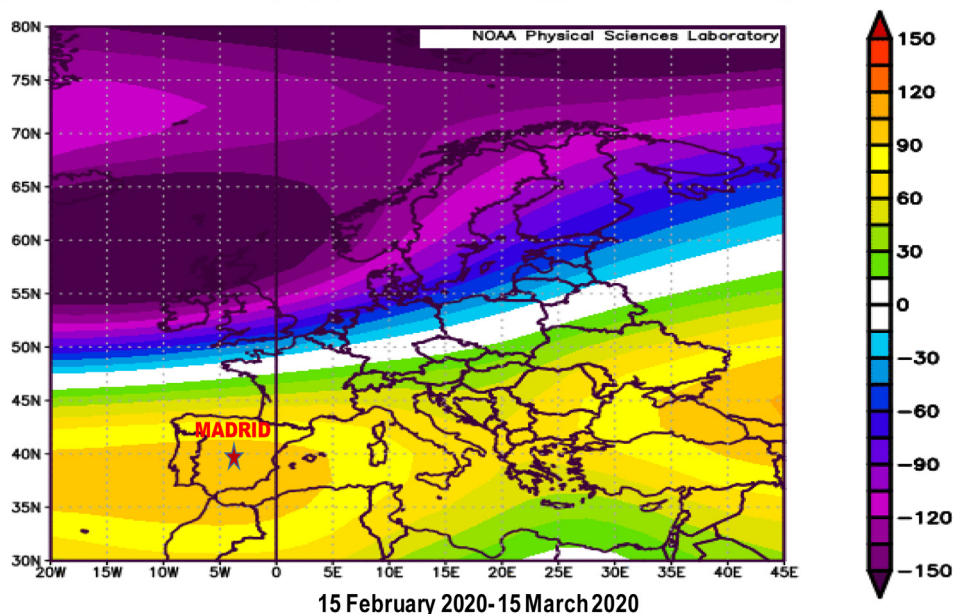 80N
NOAA Physical Sciences Laboratory
75N
70N
65N
60N
55N
50N
45N
40N
35N
30N
MADRID
20W 15W 10W 5W 0 5E 10E 15E 20E 25E 30E 35E 40E 45E
15 February 2020-15 March 2020
150
120
90
60
30
0
-30
-60
-90
-120
-150